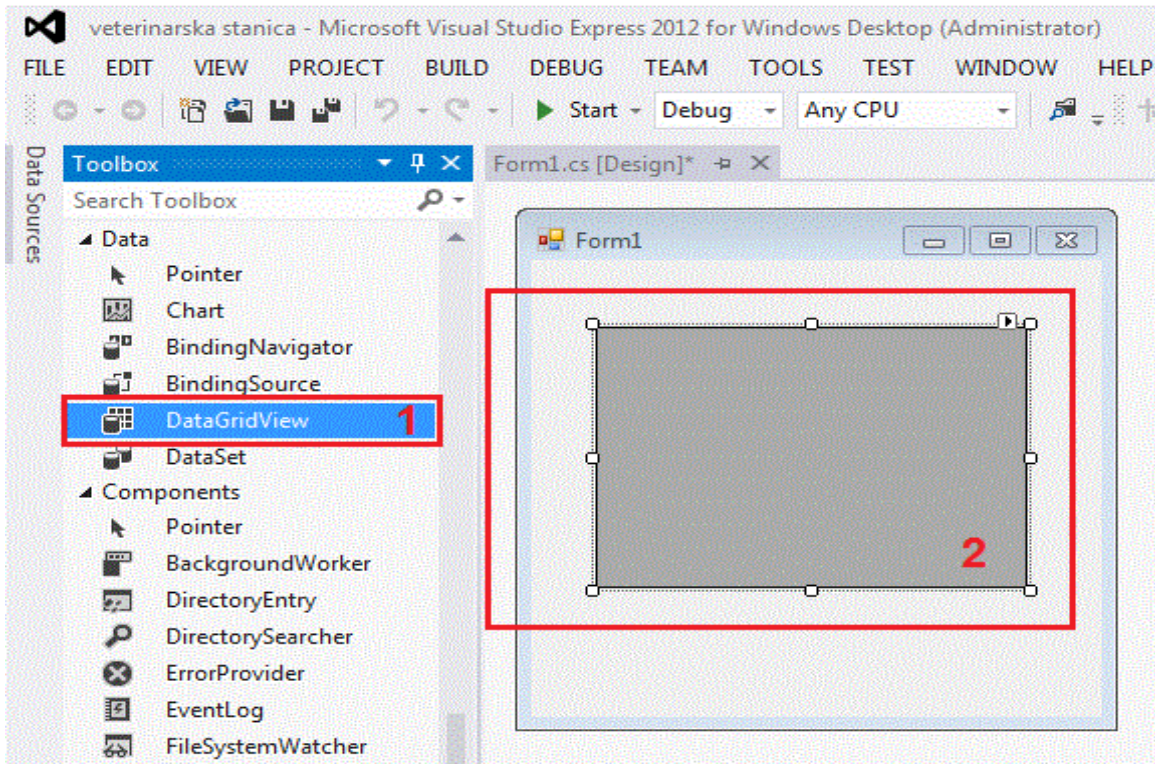 veterinarska stanica - Microsoft Visual Studio Express 2012 for Windows Desktop (Administrator)
FILE EDIT VIEW PROJECT BUILD DEBUG TEAM TOOLS TEST WINDOW HELP
Start Debug Any CPU
Data Sources
Toolbox
Form1.cs [Design]*
Search Toolbox
Data
Form1
Pointer
Chart
BindingNavigator
BindingSource
DataGridView 1
DataSet
Components
Pointer
BackgroundWorker
2
DirectoryEntry
DirectorySearcher
ErrorProvider
EventLog
FileSystemWatcher